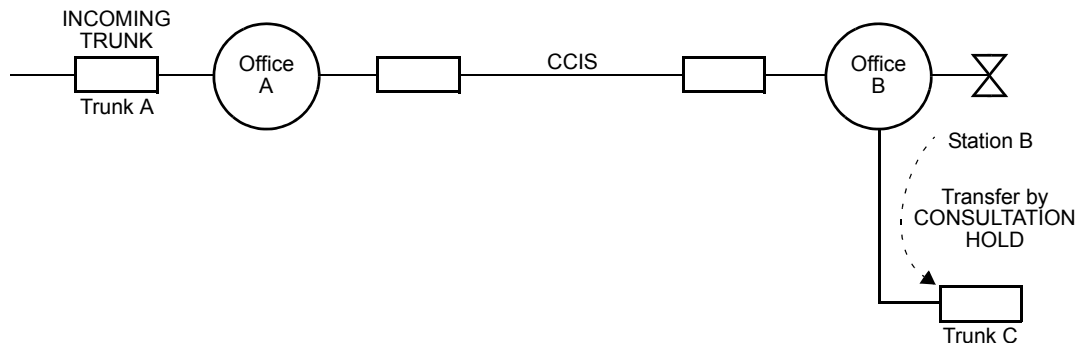 INCOMING
TRUNK
Trunk A
Office
A
CCIS
Office
B
Station B
Transfer by
CONSULTATION
HOLD
Trunk C